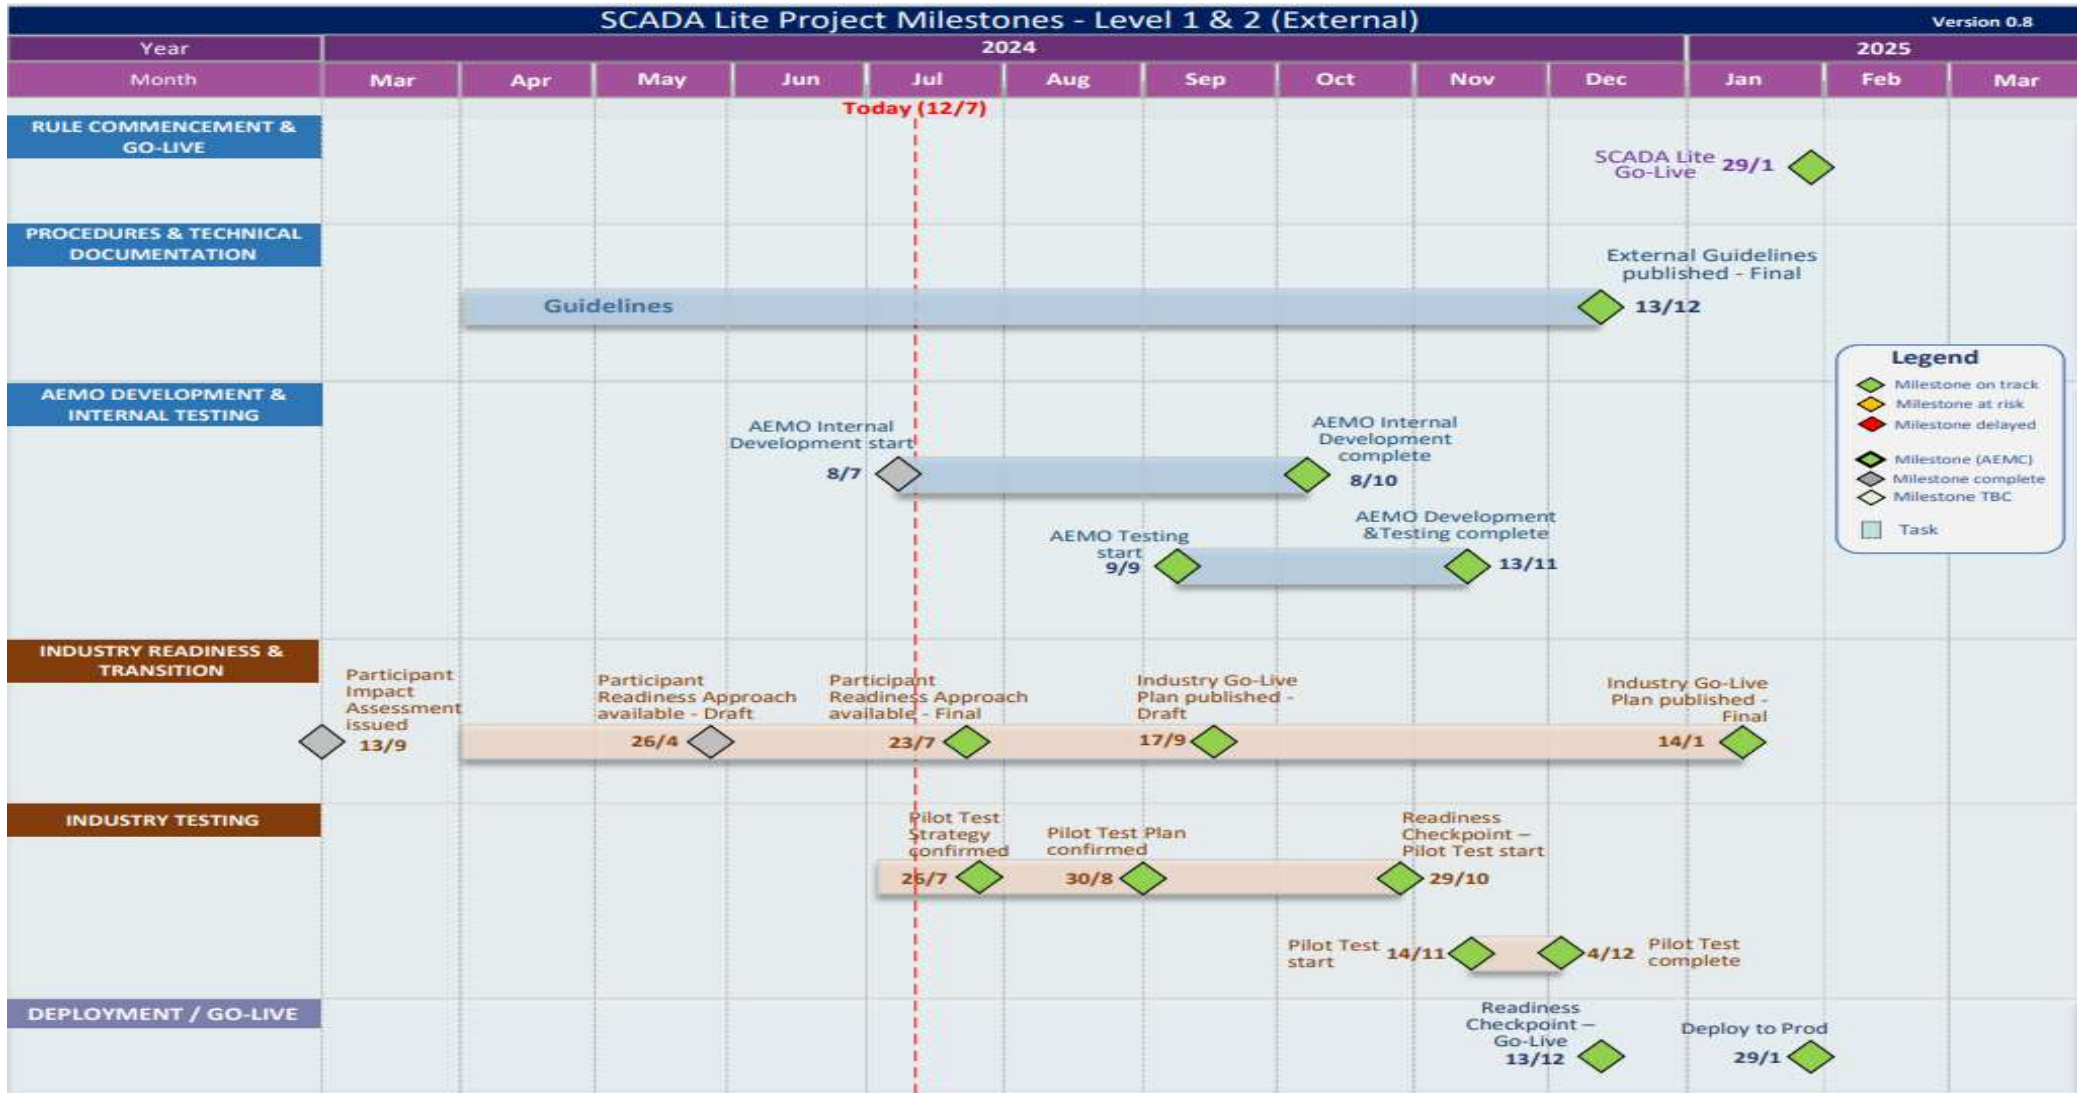 SCADA Lite Project Milestones - Level 1 & 2 (External)
Version 0.8
Year
2024
2025
Month
Mar
Apr
May
Jun
Jul
Aug
Sep
Oct
Nov
Dec
Jan
Feb
Mar
Today (12/7)
RULE COMMENCEMENT &
GO-LIVE
SCADA Lite
Go-Live
29/1
PROCEDURES & TECHNICAL
DOCUMENTATION
External Guidelines
published - Final
Guidelines
13/12
Legend
Milestone on track
Milestone at risk
Milestone delayed
Milestone (AEMC)
Milestone complete
Milestone TBC
Task
AEMO DEVELOPMENT &
INTERNAL TESTING
AEMO Internal
Development start
8/7
AEMO Internal
Development
complete
8/10
AEMO Testing
start
9/9
AEMO Development
&Testing complete
13/11
INDUSTRY READINESS &
TRANSITION
Participant
Impact
Assessment
issued
13/9
Participant
Readiness Approach
available - Draft
26/4
Participant
Readiness Approach
available - Final
23/7
Industry Go-Live
Plan published -
Draft
17/9
Industry Go-Live
Plan published -
Final
14/1
INDUSTRY TESTING
Pilot Test
Strategy
confirmed
26/7
Pilot Test Plan
confirmed
30/8
Readiness
Checkpoint –
Pilot Test start
29/10
Pilot Test
start
14/11
4/12
Pilot Test
complete
DEPLOYMENT / GO-LIVE
Readiness
Checkpoint –
Go-Live
13/12
Deploy to Prod
29/1